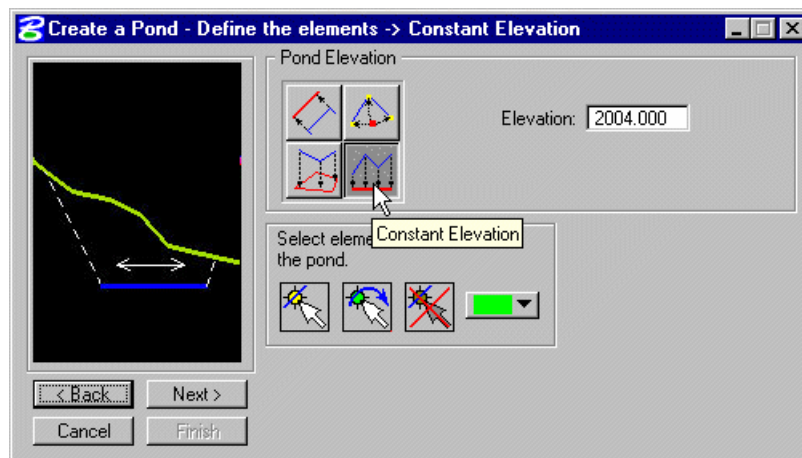 Create a Pond - Define the elements -> Constant Elevation
Pond Elevation
Elevation: 2004.000
Constant Elevation
Select eleme
the pond.
< Back
Next >
Cancel
Finish